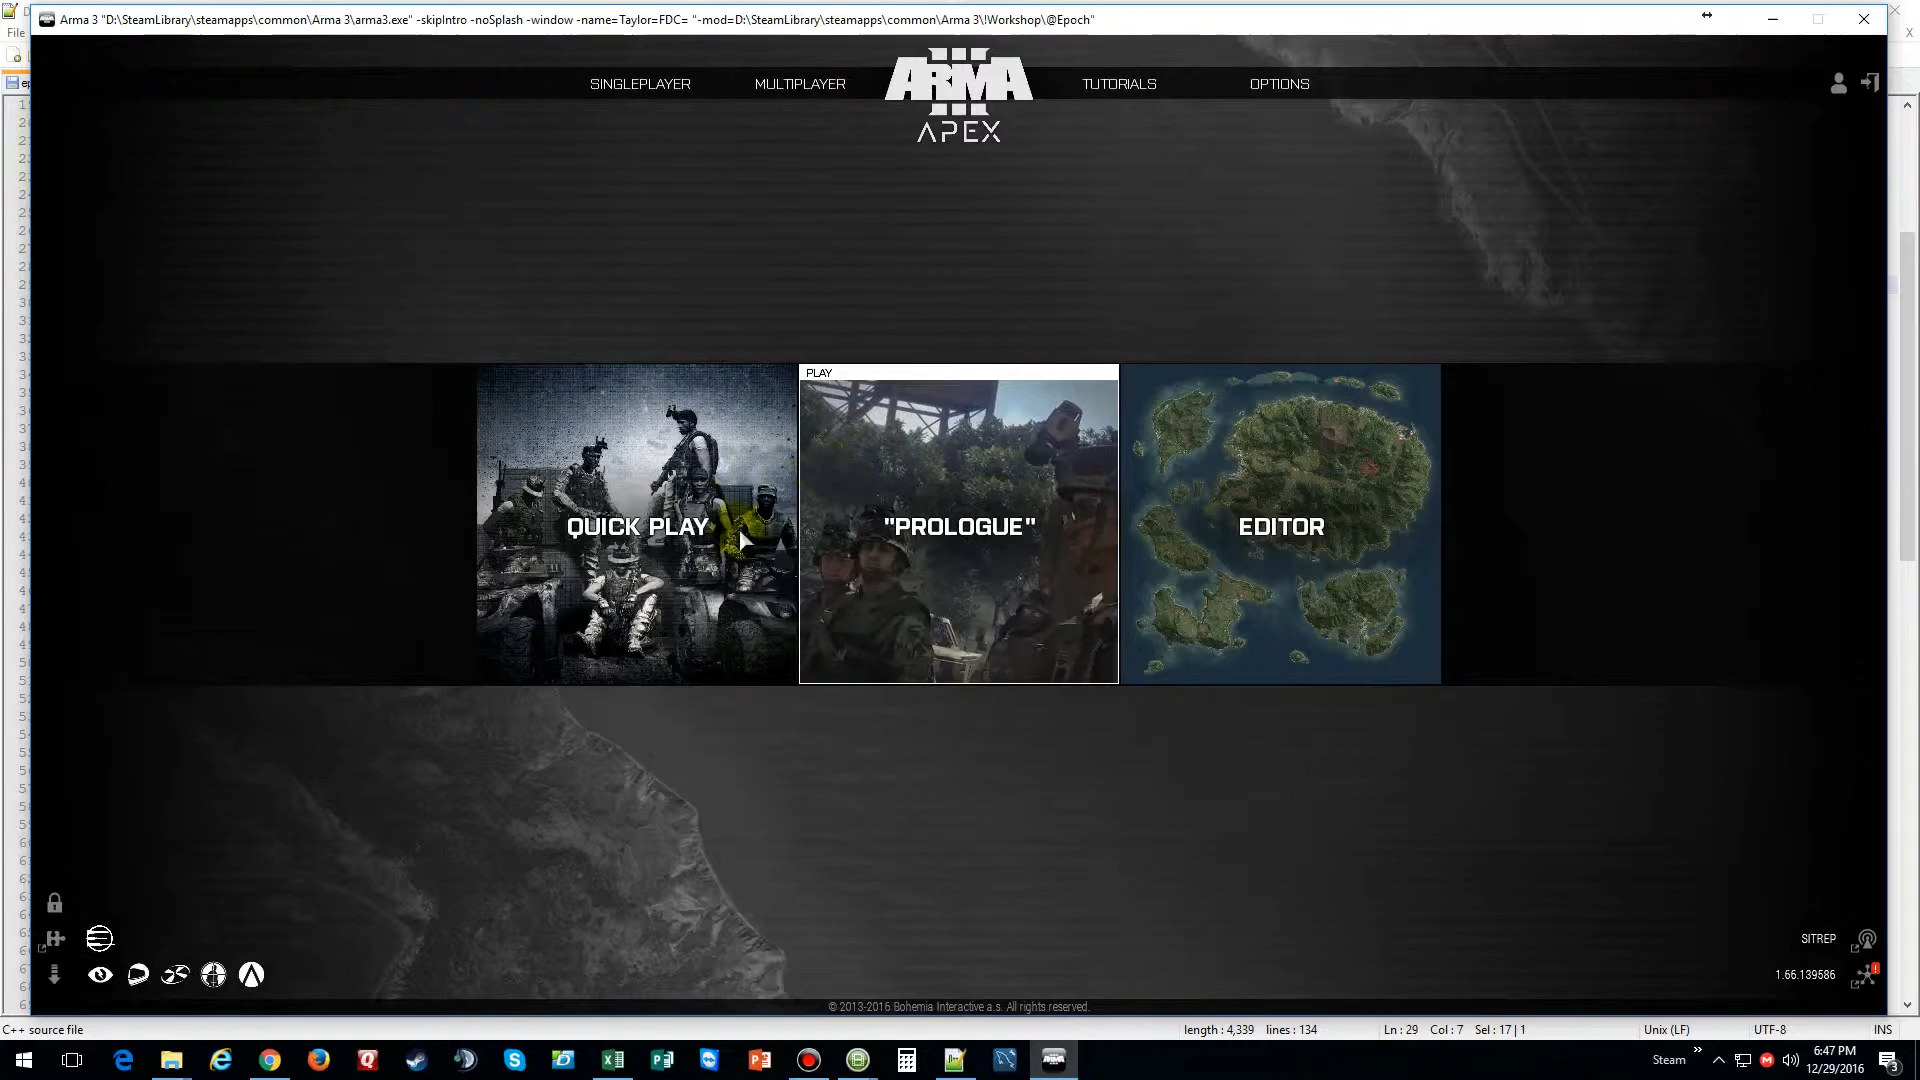 Arma 3 "D:\SteamLibrary\steamapps\common\Arma 3\arma3.exe" -skipIntro -noSplash -window -name=Taylor=FDC= "-mod=D:\SteamLibrary\steamapps\common\Arma 3\!Workshop\@Epoch"
File
X
SINGLEPLAYER
MULTIPLAYER
ARMA
III
APEX
TUTORIALS
OPTIONS
PLAY
QUICK PLAY
"PROLOGUE"
EDITOR
SITREP
1.66.139586
© 2013-2016 Bohemia Interactive a.s. All rights reserved.
C++ source file
length : 4,339 lines : 134
Ln : 29 Col : 7 Sel : 17 | 1
Unix (LF)
UTF-8
INS
Steam
6:47 PM
12/29/2016
3